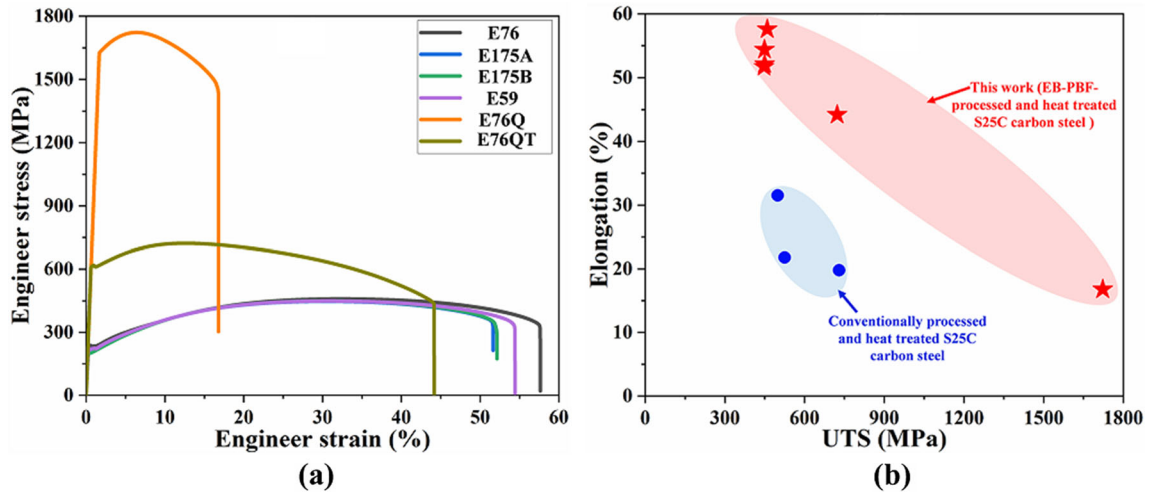 E76
E175A
E175B
E59
E76Q
E76QT
Engineer stress (MPa)
1800
1500
1200
900
600
300
0
0
10
20
30
40
50
60
Engineer strain (%)
(a)
Elongation (%)
60
50
40
30
20
10
0
This work (EB-PBF-
processed and heat treated
S25C carbon steel )
Conventionally processed
and heat treated S25C
carbon steel
0
300
600
900
1200
1500
1800
UTS (MPa)
(b)